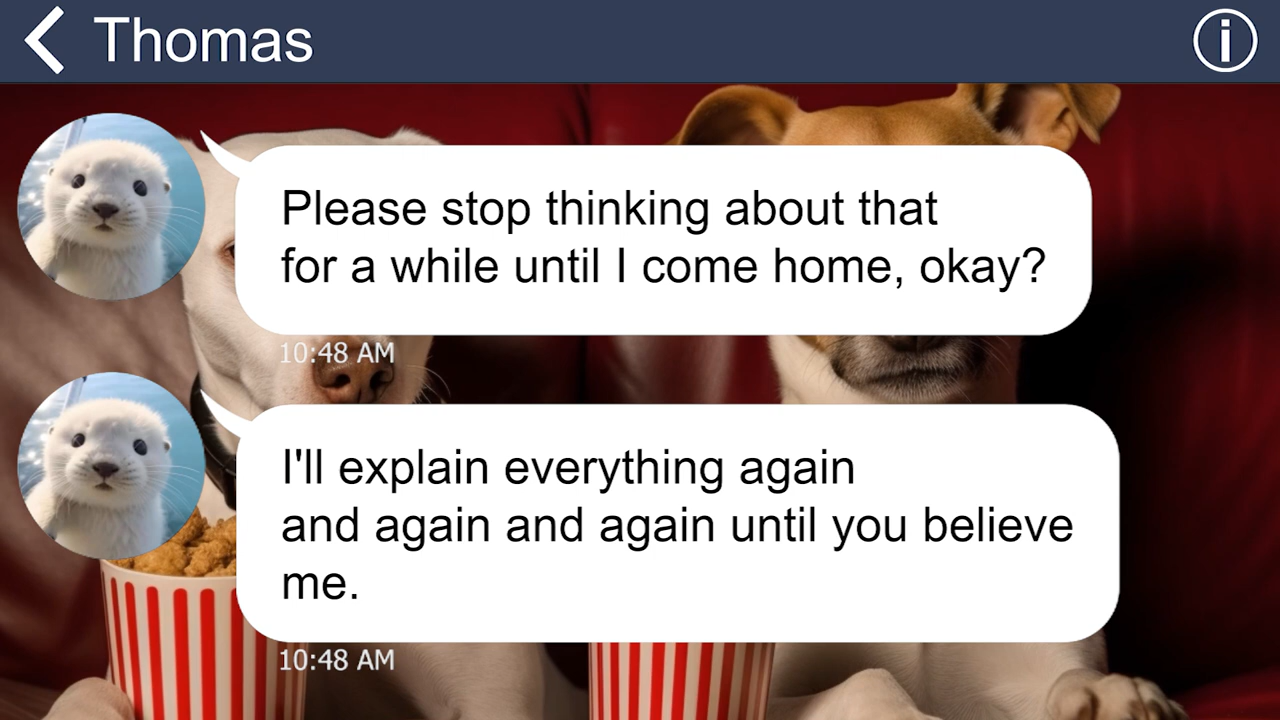 Thomas
Please stop thinking about that
for a while until I come home, okay?
10:48 AM
I'll explain everything again
and again and again until you believe
me.
10:48 AM